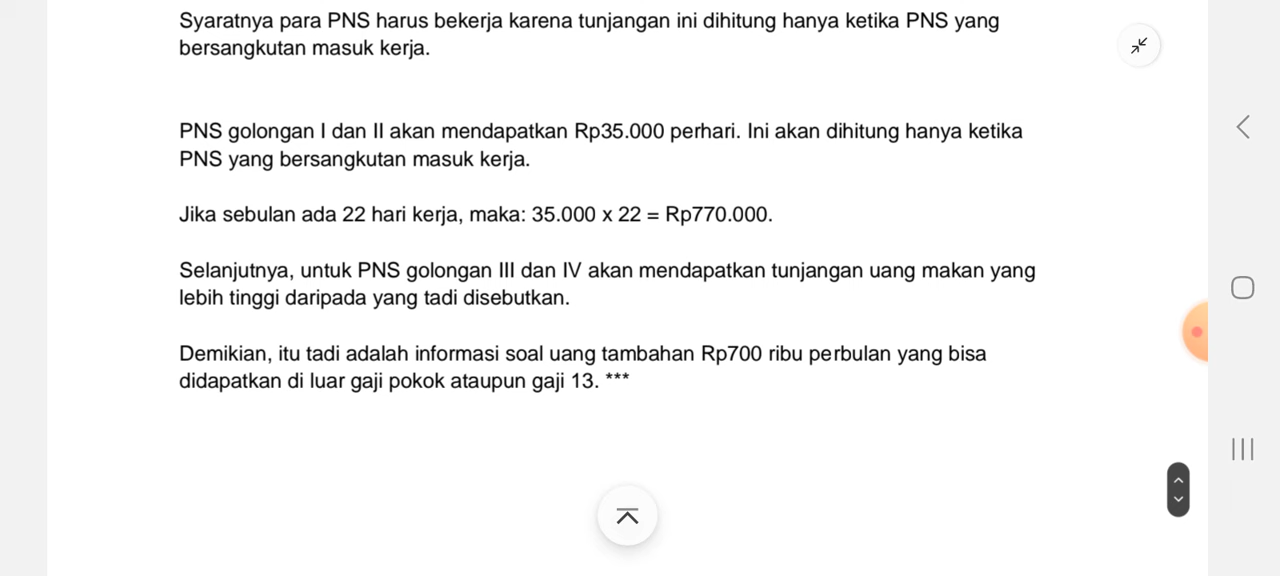 Syaratnya para PNS harus bekerja karena tunjangan ini dihitung hanya ketika PNS yang
bersangkutan masuk kerja.
PNS golongan I dan II akan mendapatkan Rp35.000 perhari. Ini akan dihitung hanya ketika
PNS yang bersangkutan masuk kerja.
Jika sebulan ada 22 hari kerja, maka: 35.000 x 22 = Rp770.000.
Selanjutnya, untuk PNS golongan III dan IV akan mendapatkan tunjangan uang makan yang
lebih tinggi daripada yang tadi disebutkan.
Demikian, itu tadi adalah informasi soal uang tambahan Rp700 ribu perbulan yang bisa
didapatkan di luar gaji pokok ataupun gaji 13. ***